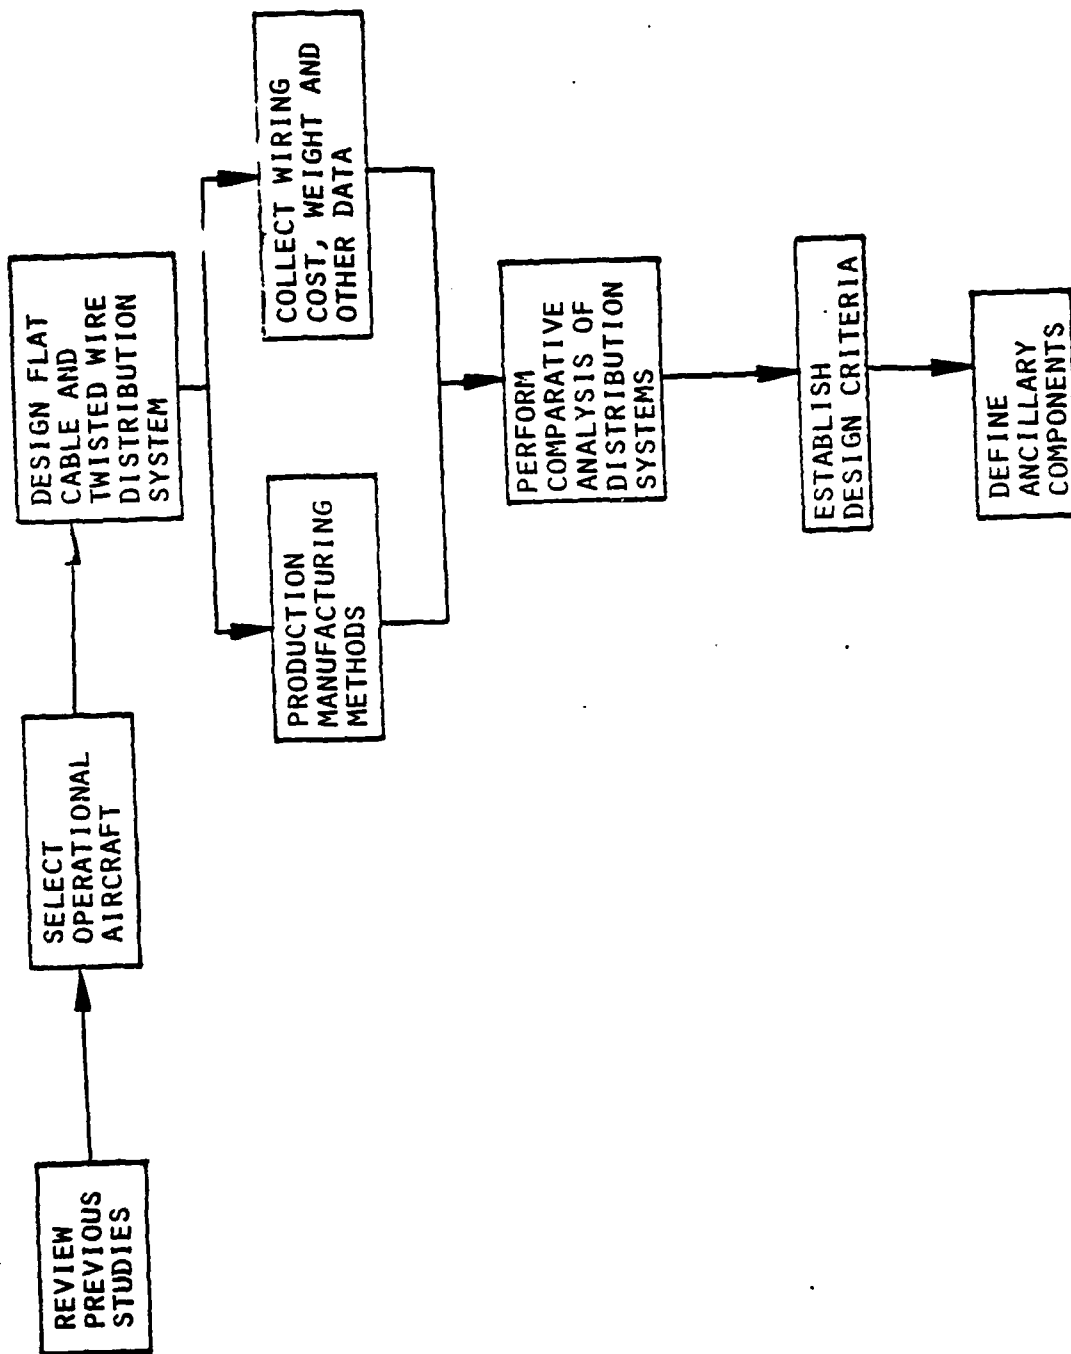 REVIEW
PREVIOUS
STUDIES
SELECT
OPERATIONAL
AIRCRAFT
DESIGN FLAT
CABLE AND
TWISTED WIRE
DISTRIBUTION
SYSTEM
PRODUCTION
MANUFACTURING
METHODS
COLLECT WIRING
COST, WEIGHT AND
OTHER DATA
PERFORM
COMPARATIVE
ANALYSIS OF
DISTRIBUTION
SYSTEMS
ESTABLISH
DESIGN CRITERIA
DEFINE
ANCILLARY
COMPONENTS